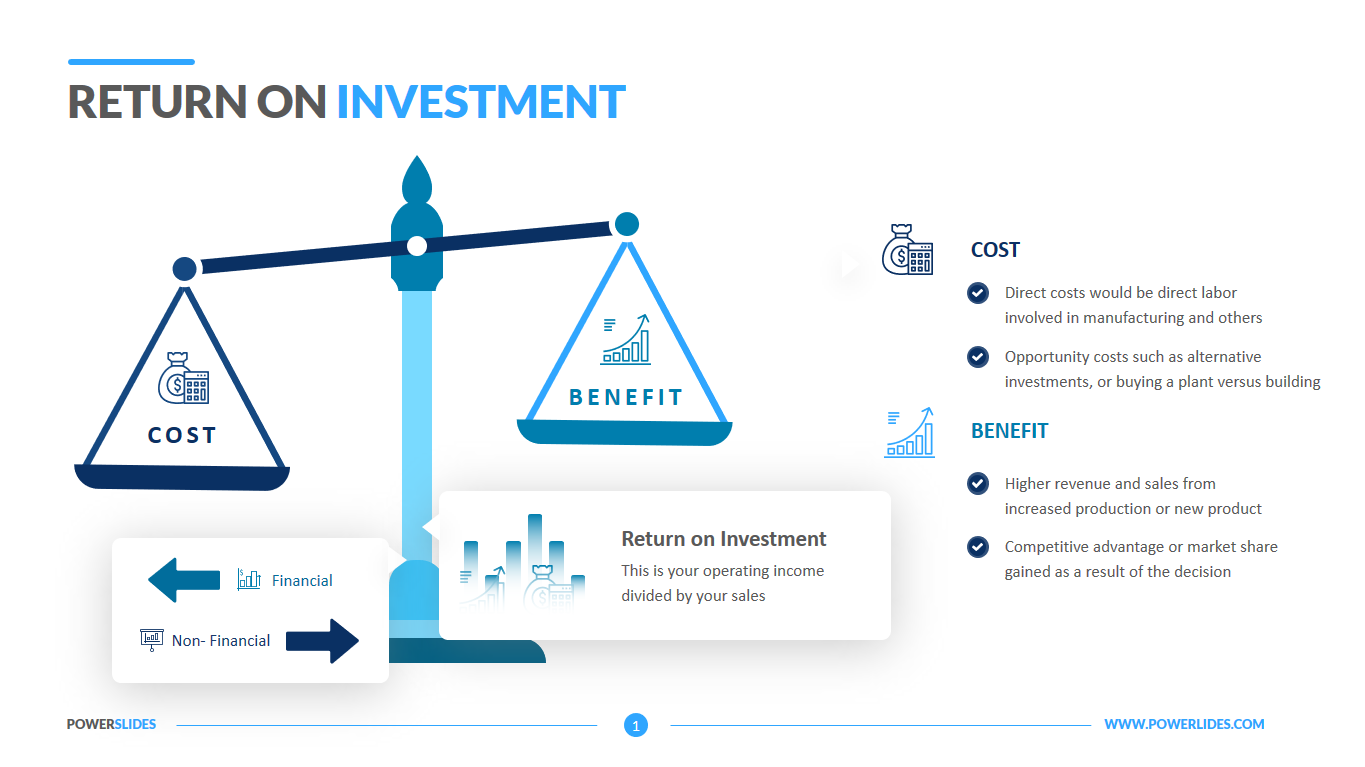 RETURN ON INVESTMENT
COST
BENEFIT
Financial
Non- Financial
Return on Investment
This is your operating income
divided by your sales
COST
Direct costs would be direct labor
involved in manufacturing and others
Opportunity costs such as alternative
investments, or buying a plant versus building
BENEFIT
Higher revenue and sales from
increased production or new product
Competitive advantage or market share
gained as a result of the decision
POWERSLIDES
1
WWW.POWERLIDES.COM